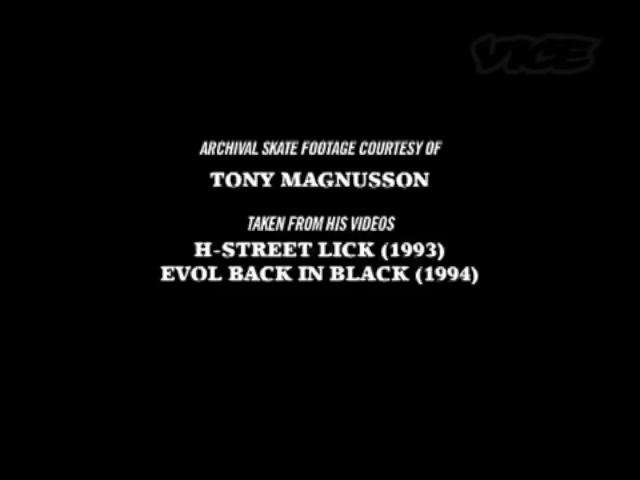 VICE
ARCHIVAL SKATE FOOTAGE COURTESY OF
TONY MAGNUSSON
TAKEN FROM HIS VIDEOS
H-STREET LICK (1993)
EVOL BACK IN BLACK (1994)